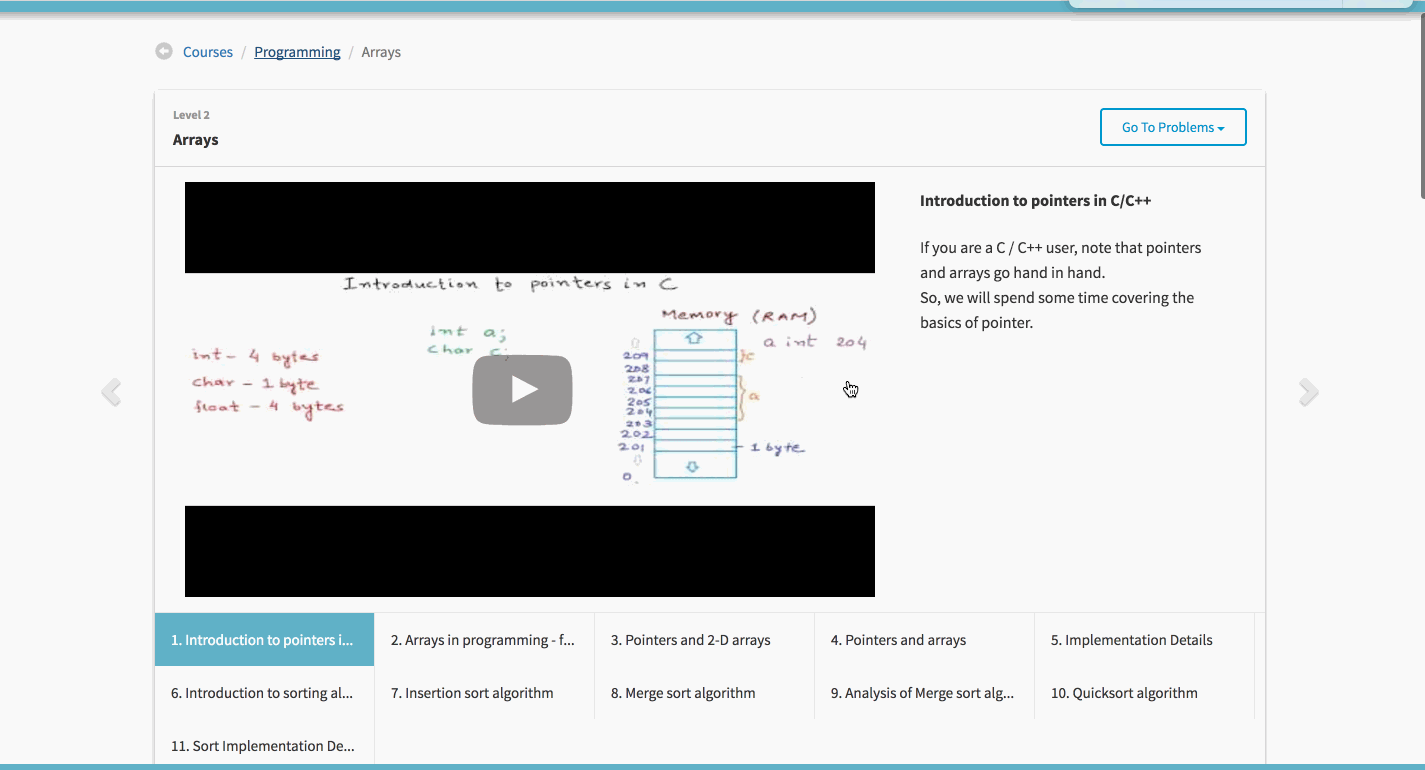 Courses / Programming / Arrays
Level 2
Arrays
Go To Problems
Introduction to pointers in C
Memory (RAM)
int a;
char c;
a int 204
int - 4 bytes
char - 1 byte
float - 4 bytes
209
208
207
206
205
204
203
202
201
0
c
a
1 byte
Introduction to pointers in C/C++
If you are a C / C++ user, note that pointers
and arrays go hand in hand.
So, we will spend some time covering the
basics of pointer.
1. Introduction to pointers i...
2. Arrays in programming - f...
3. Pointers and 2-D arrays
4. Pointers and arrays
5. Implementation Details
6. Introduction to sorting al...
7. Insertion sort algorithm
8. Merge sort algorithm
9. Analysis of Merge sort alg...
10. Quicksort algorithm
11. Sort Implementation De...